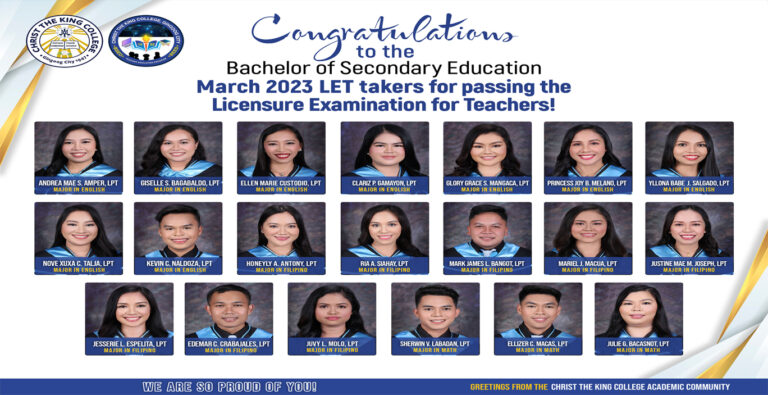 CHRIST THE KING COLLEGE
Gingoog City 1947
Congratulations
to the
Bachelor of Secondary Education
March 2023 LET takers for passing the
Licensure Examination for Teachers!
ANDREA MAE S. AMPER, LPT
MAJOR IN ENGLISH
GISELLE S. BAGABALDO, LPT
MAJOR IN ENGLISH
ELLEN MARIE CUSTODIO, LPT
MAJOR IN ENGLISH
CLARIZ P. GAMAYON, LPT
MAJOR IN ENGLISH
GLORY GRACE S. MANGACA, LPT
MAJOR IN ENGLISH
PRINCESS JOY B. MELANO, LPT
MAJOR IN ENGLISH
YLLONA BABE J. SALGADO, LPT
MAJOR IN ENGLISH
NOVE XUXA C. TALJA, LPT
MAJOR IN ENGLISH
KEVIN C. NALDOZA, LPT
MAJOR IN ENGLISH
HONEYLY A. ANTONY, LPT
MAJOR IN FILIPINO
RIA A. SIAHAY, LPT
MAJOR IN FILIPINO
MARK JAMES L. BANGOT, LPT
MAJOR IN FILIPINO
MARIEL J. MACUA, LPT
MAJOR IN FILIPINO
JUSTINE MAE M. JOSEPH, LPT
MAJOR IN FILIPINO
JESSERIE L. ESPELITA, LPT
MAJOR IN FILIPINO
EDEMAR C. GRABAJALES, LPT
MAJOR IN FILIPINO
JUVY L. MOLO, LPT
MAJOR IN FILIPINO
SHERWIN V. LABADAN, LPT
MAJOR IN MATH
ELLIZER C. MACAS, LPT
MAJOR IN MATH
JULIE G. BACASNOT, LPT
MAJOR IN MATH
WE ARE SO PROUD OF YOU!
GREETINGS FROM THE CHRIST THE KING COLLEGE ACADEMIC COMMUNITY